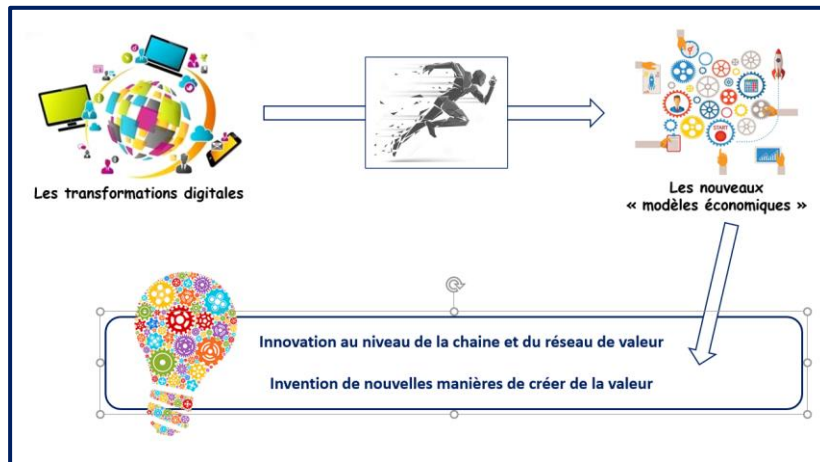 Les transformations digitales
START
Les nouveaux
« modèles économiques »
Innovation au niveau de la chaine et du réseau de valeur
Invention de nouvelles manières de créer de la valeur